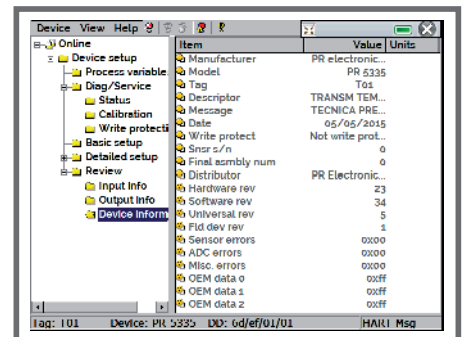 Device View Help
Online
Device setup
Process variable.
Diag/Service
Status
Calibration
Write protecti
Basic setup
Detailed setup
Review
Input Info
Output Info
Device Inform
Item Value Units
Manufacturer PR electronic...
Model PR 5335
Tag T01
Descriptor TRANSM TEM...
Message TECNICA PRE...
Date 05/05/2015
Write protect Not write prot...
Snsr s/n 0
Final asmbly num 0
Distributor PR Electronic...
Hardware rev 23
Software rev 34
Universal rev 5
Fld dev rev 1
Sensor errors 0x00
ADC errors 0x00
Misc. errors 0x00
OEM data 0 0xff
OEM data 1 0xff
OEM data 2 0xff
Tag: T01 Device: PR 5335 DD: 6d/ef/01/01 HART Msg